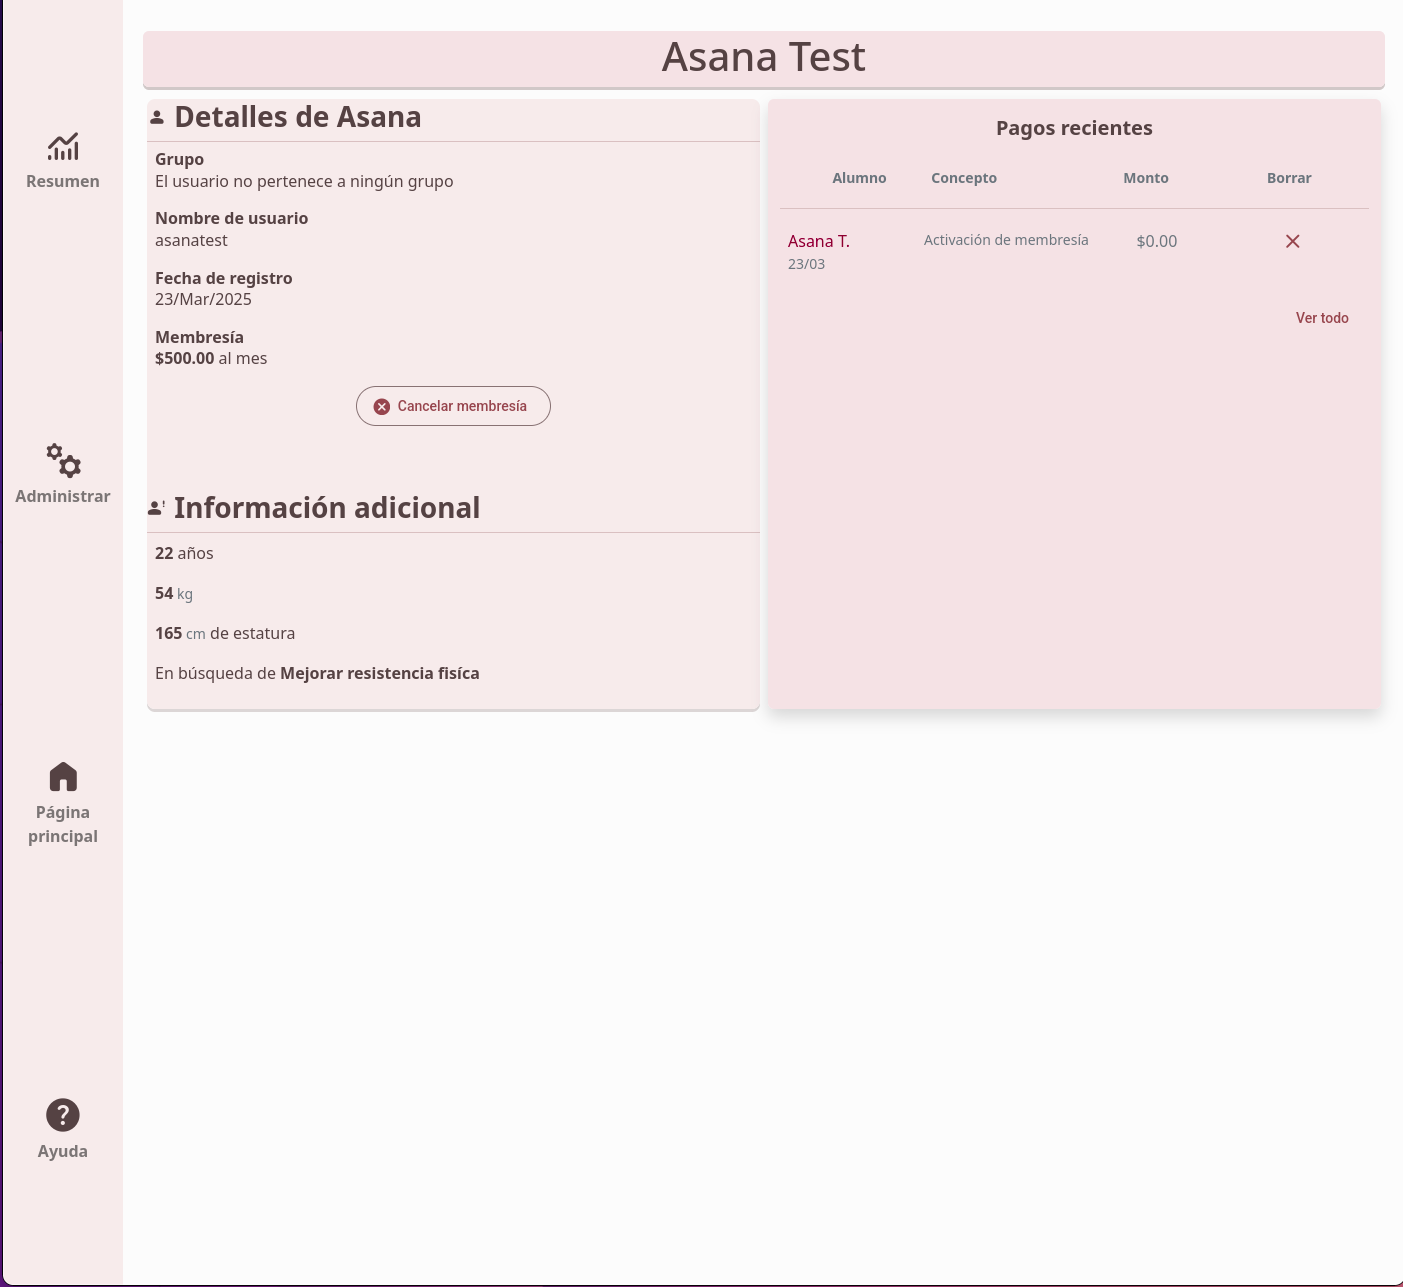 Asana Test
Resumen
Administrar
Página
principal
Ayuda
Detalles de Asana
Grupo
El usuario no pertenece a ningún grupo
Nombre de usuario
asanatest
Fecha de registro
23/Mar/2025
Membresía
$500.00 al mes
Cancelar membresía
Información adicional
22 años
54 kg
165 cm de estatura
En búsqueda de Mejorar resistencia fisíca
Pagos recientes
Alumno Concepto Monto Borrar
Asana T. Activación de membresía $0.00
23/03
Ver todo